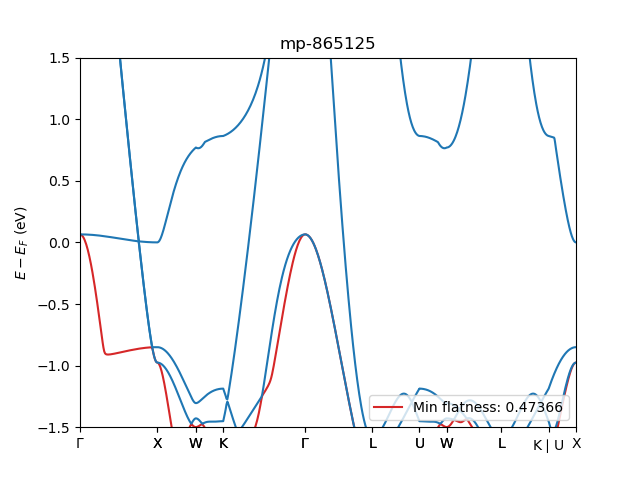 mp-865125
E − E_F (eV)
1.5
1.0
0.5
0.0
−0.5
−1.0
−1.5
Min flatness: 0.47366
Γ X W K Γ L U W L K | U X